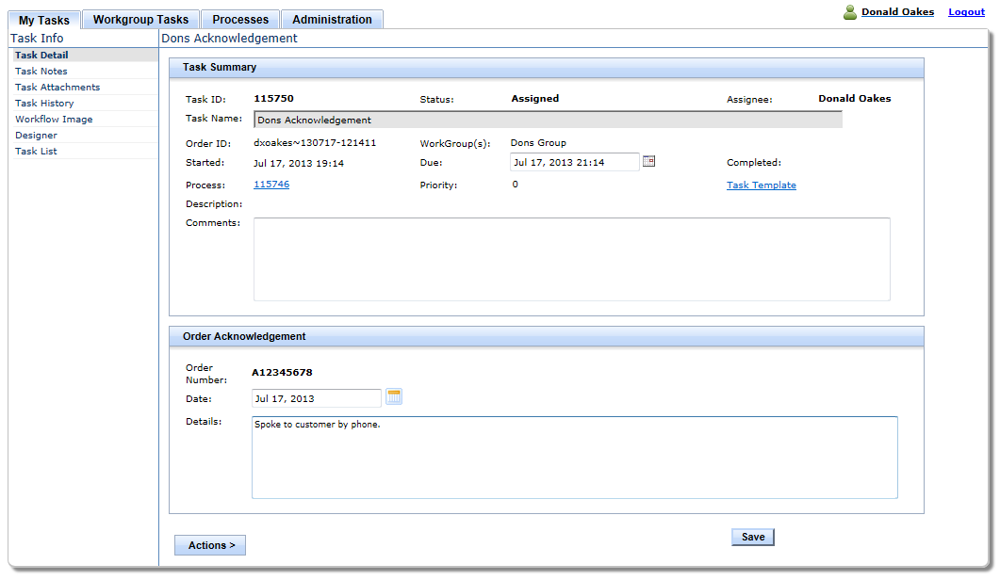 My Tasks Workgroup Tasks Processes Administration Donald Oakes Logout
Task Info
Dons Acknowledgement
Task Detail
Task Notes
Task Attachments
Task History
Workflow Image
Designer
Task List
Task Summary
Task ID: 115750 Status: Assigned Assignee: Donald Oakes
Task Name: Dons Acknowledgement
Order ID: dxoakes~130717-121411 WorkGroup(s): Dons Group
Started: Jul 17, 2013 19:14 Due: Jul 17, 2013 21:14 Completed:
Process: 115746 Priority: 0 Task Template
Description:
Comments:
Order Acknowledgement
Order
Number: A12345678
Date: Jul 17, 2013
Details: Spoke to customer by phone.
Actions > Save